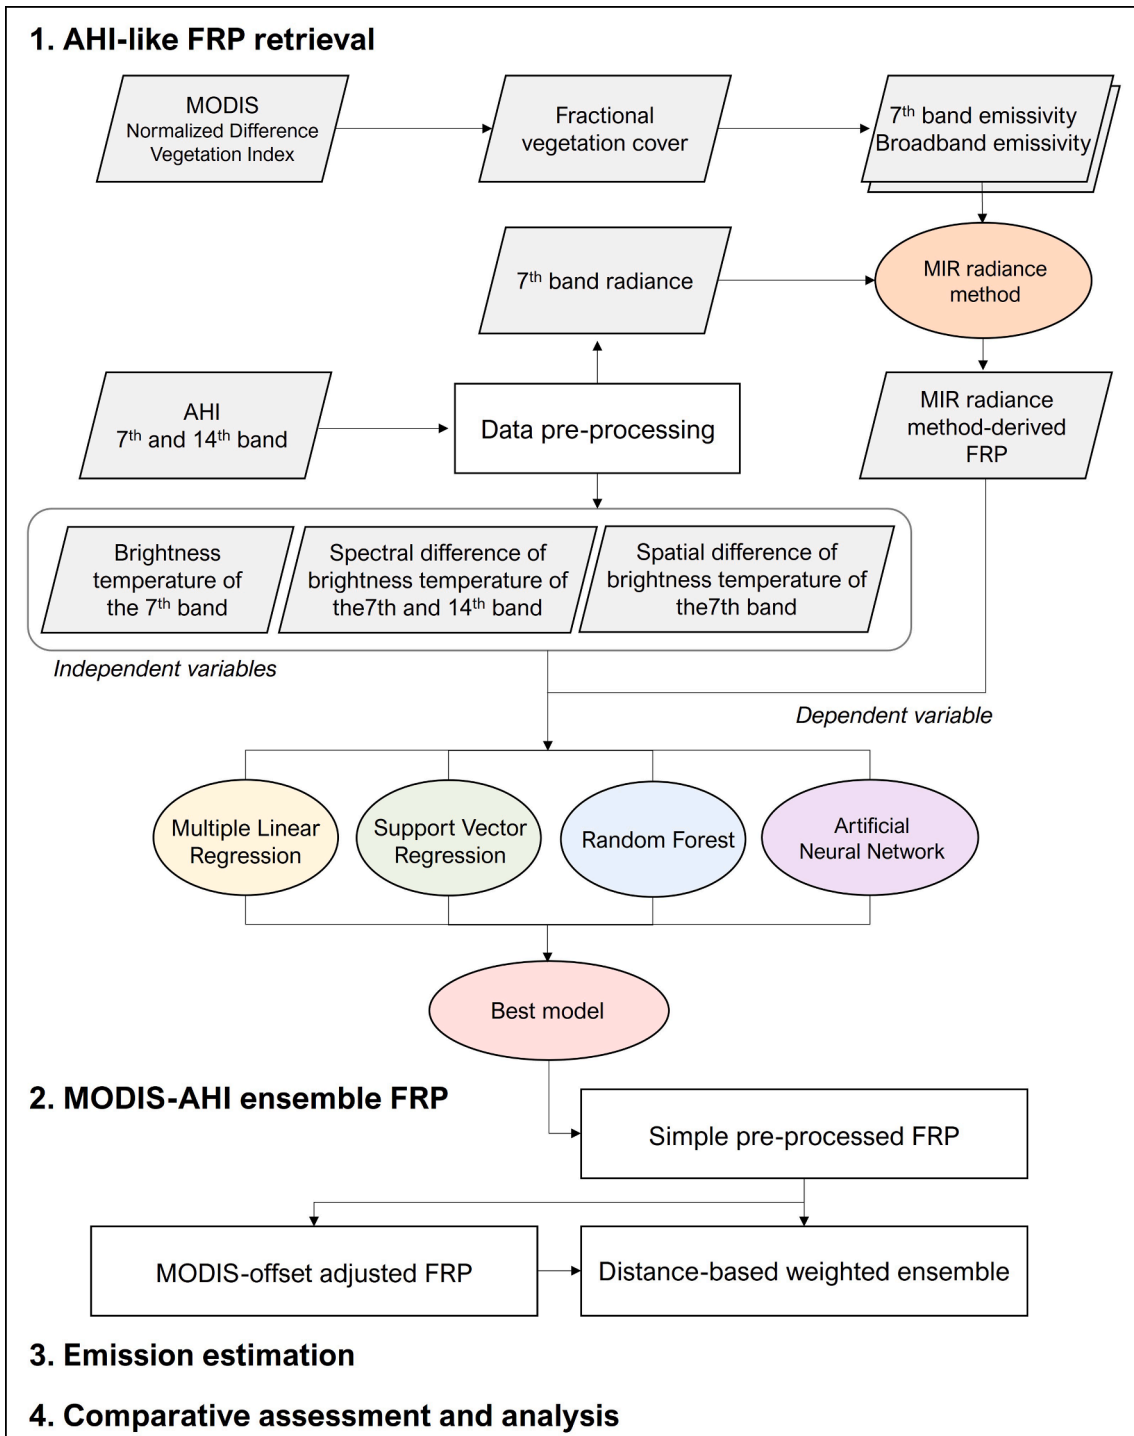 1. AHI-like FRP retrieval
MODIS
Normalized Difference
Vegetation Index
Fractional
vegetation cover
7th band emissivity
Broadband emissivity
7th band radiance
MIR radiance
method
AHI
7th and 14th band
Data pre-processing
MIR radiance
method-derived
FRP
Brightness
temperature of
the 7th band
Spectral difference of
brightness temperature of
the7th and 14th band
Spatial difference of
brightness temperature of
the7th band
Independent variables
Dependent variable
Multiple Linear
Regression
Support Vector
Regression
Random Forest
Artificial
Neural Network
Best model
2. MODIS-AHI ensemble FRP
Simple pre-processed FRP
MODIS-offset adjusted FRP
Distance-based weighted ensemble
3. Emission estimation
4. Comparative assessment and analysis